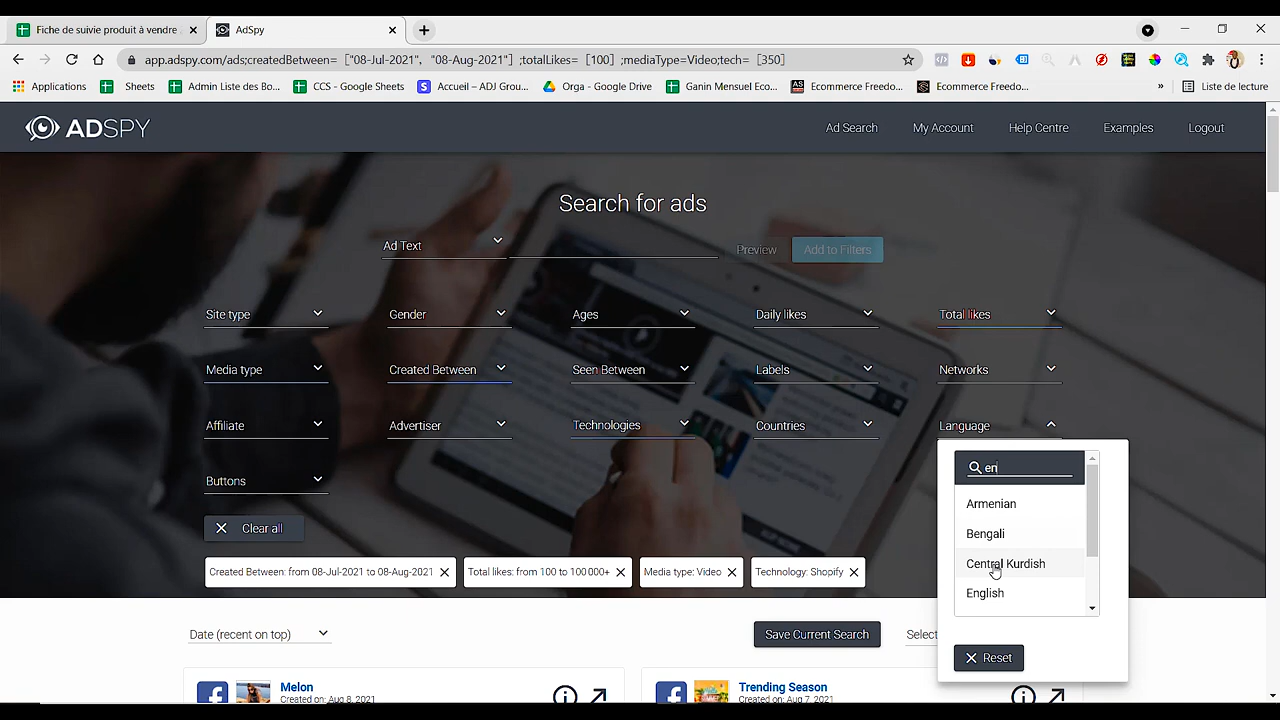 Fiche de suivie produit à vendre
AdSpy
app.adspy.com/ads;createdBetween= ["08-Jul-2021","08-Aug-2021"] ;totalLikes= [100] ;mediaType=Video;tech= [350]
Applications
Sheets
Admin Liste des Bo...
CCS - Google Sheets
Accueil – ADJ Grou...
Orga - Google Drive
Ganin Mensuel Eco...
Ecommerce Freedo...
Ecommerce Freedo...
»
Liste de lecture
ADSPY
Ad Search
My Account
Help Centre
Examples
Logout
Search for ads
Ad Text
Preview
Add to Filters
Site type
Gender
Ages
Daily likes
Total likes
Media type
Created Between
Seen Between
Labels
Networks
Affiliate
Advertiser
Technologies
Countries
Language
Buttons
en
Armenian
Bengali
Central Kurdish
English
Reset
Clear all
Created Between: from 08-Jul-2021 to 08-Aug-2021
Total likes: from 100 to 100 000+
Media type: Video
Technology: Shopify
Date (recent on top)
Save Current Search
Select
Melon
Created on: Aug 8, 2021
Trending Season
Created on: Aug 7, 2021